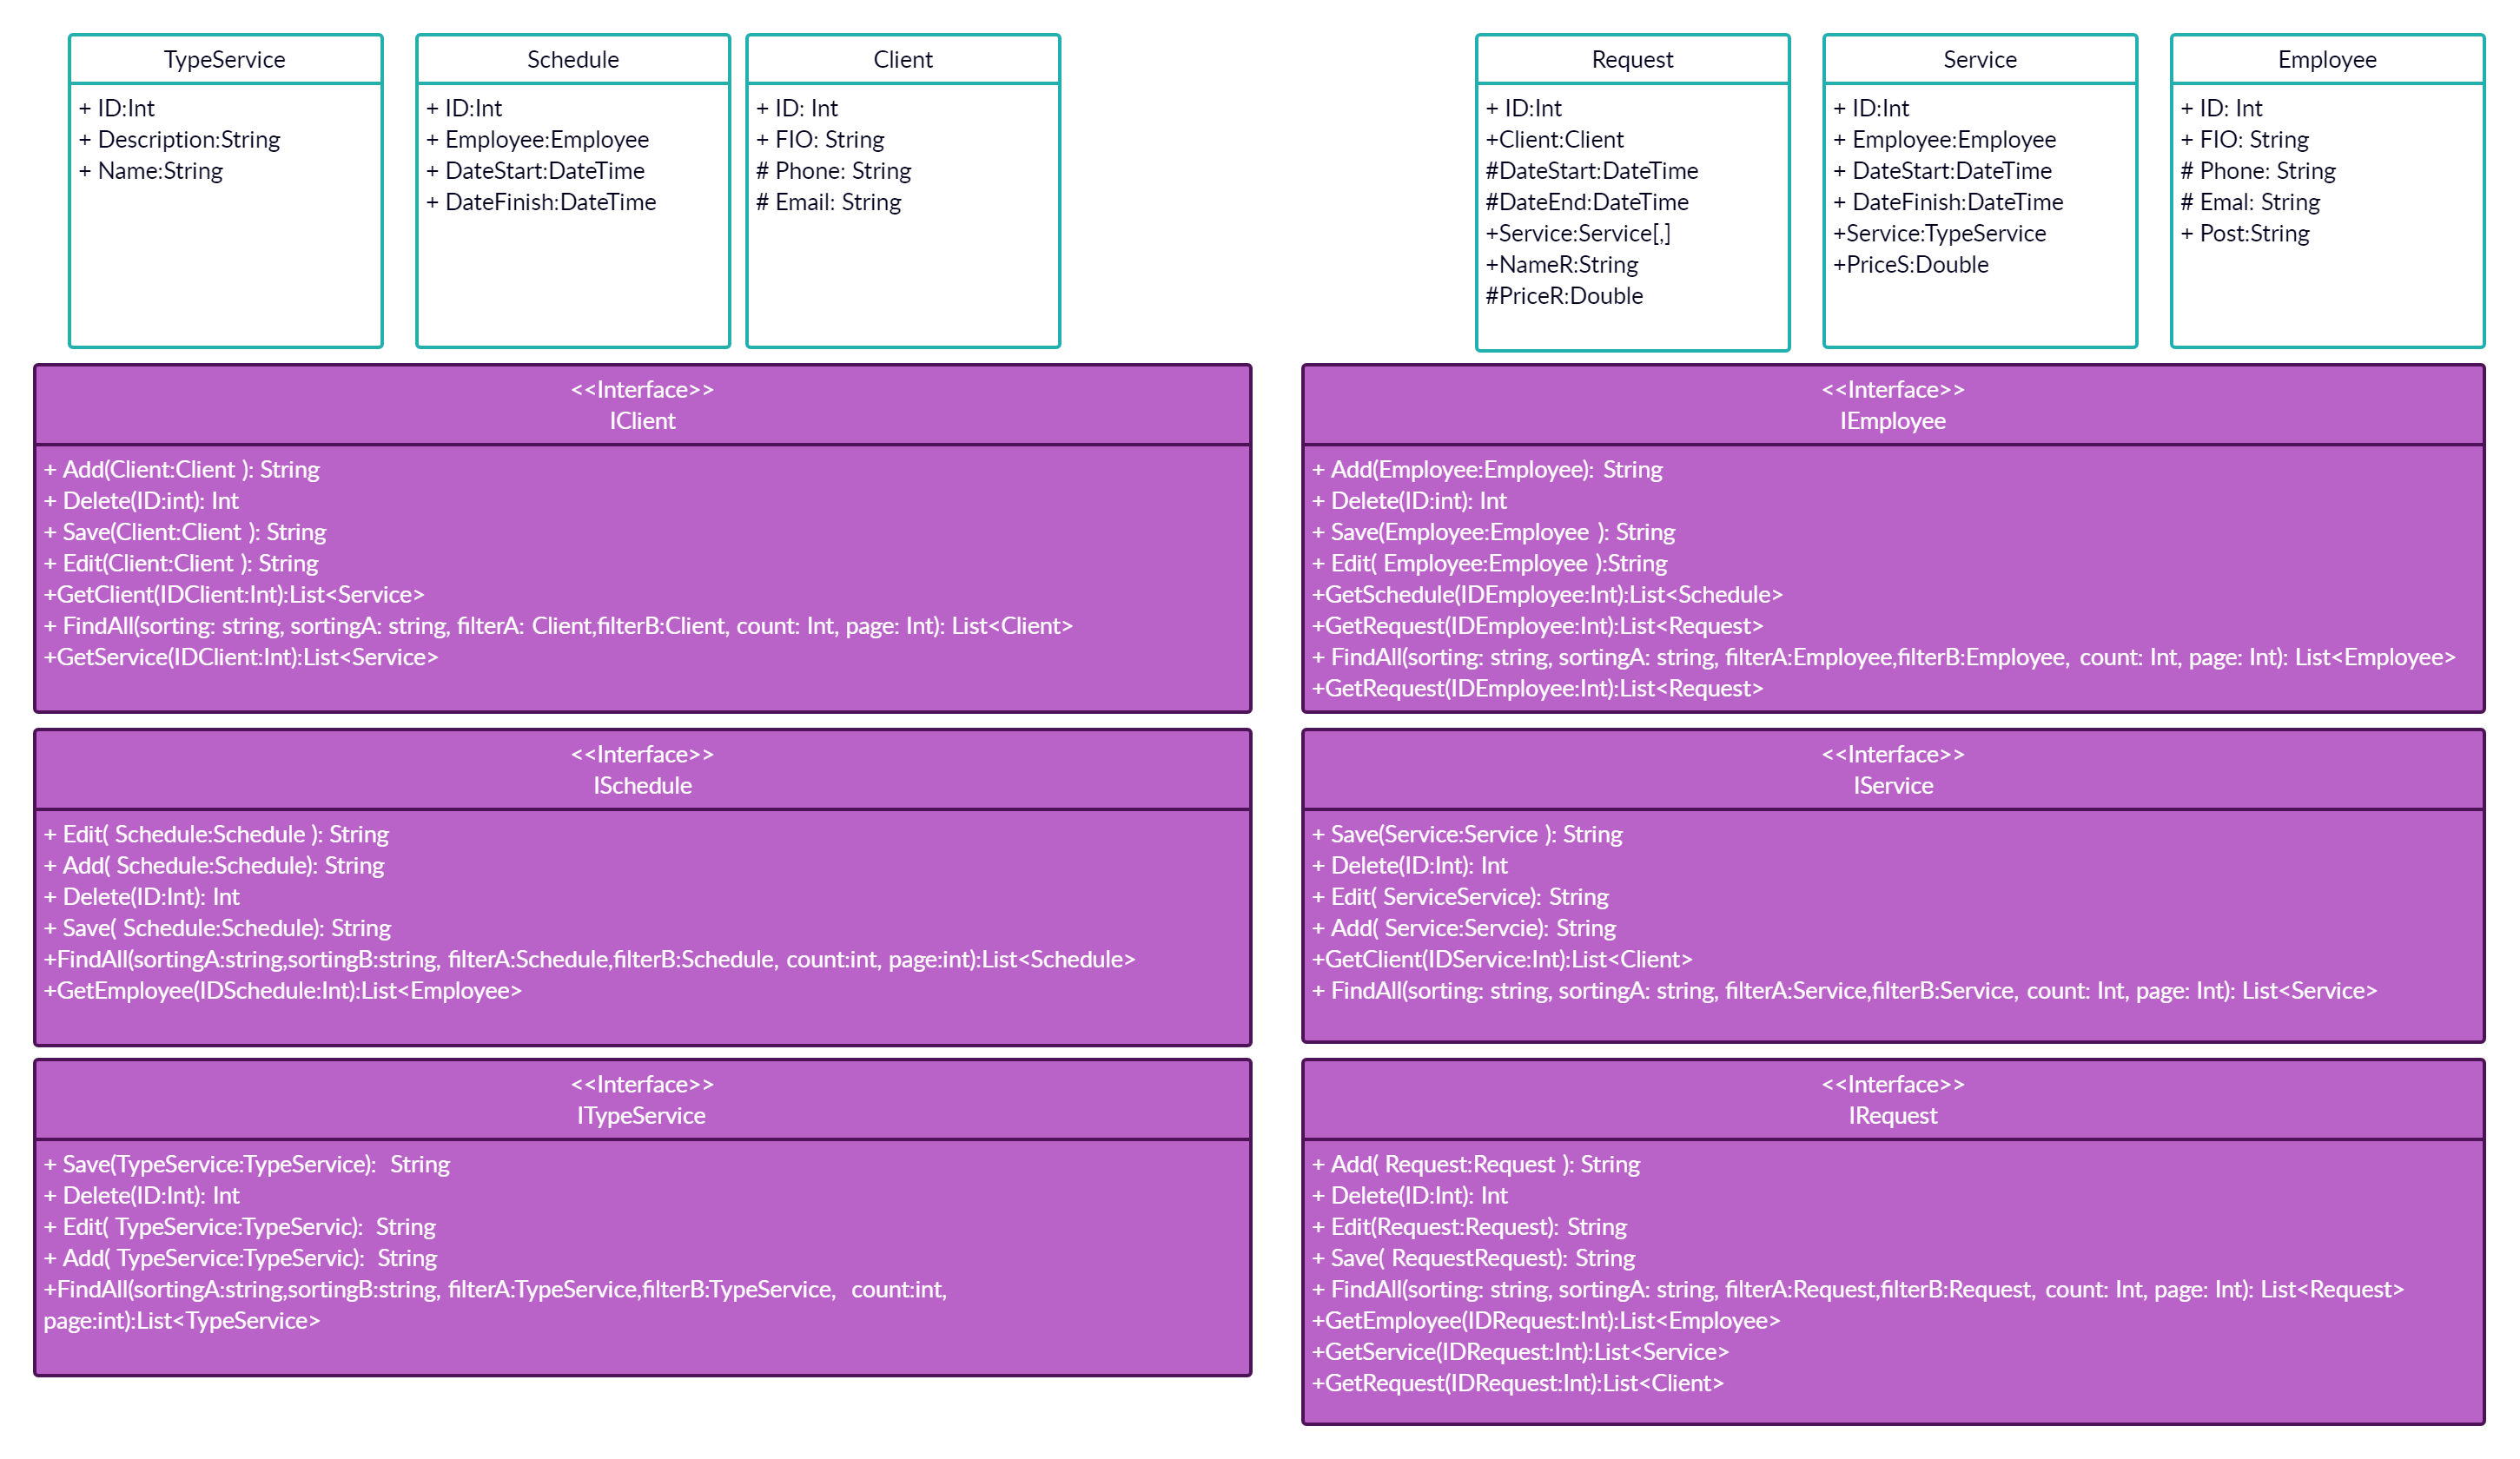 TypeService
+ ID:Int
+ Description:String
+ Name:String
Schedule
+ ID:Int
+ Employee:Employee
+ DateStart:DateTime
+ DateFinish:DateTime
Client
+ ID: Int
+ FIO: String
# Phone: String
# Email: String
Request
+ ID:Int
+Client:Client
#DateStart:DateTime
#DateEnd:DateTime
+Service:Service[,]
+NameR:String
#PriceR:Double
Service
+ ID:Int
+ Employee:Employee
+ DateStart:DateTime
+ DateFinish:DateTime
+Service:TypeService
+PriceS:Double
Employee
+ ID: Int
+ FIO: String
# Phone: String
# Emal: String
+ Post:String
<<Interface>>
IClient
+ Add(Client:Client ): String
+ Delete(ID:int): Int
+ Save(Client:Client ): String
+ Edit(Client:Client ): String
+GetClient(IDClient:Int):List<Service>
+ FindAll(sorting: string, sortingA: string, filterA: Client,filterB:Client, count: Int, page: Int): List<Client>
+GetService(IDClient:Int):List<Service>
<<Interface>>
IEmployee
+ Add(Employee:Employee): String
+ Delete(ID:int): Int
+ Save(Employee:Employee ): String
+ Edit( Employee:Employee ):String
+GetSchedule(IDEmployee:Int):List<Schedule>
+GetRequest(IDEmployee:Int):List<Request>
+ FindAll(sorting: string, sortingA: string, filterA:Employee,filterB:Employee, count: Int, page: Int): List<Employee>
+GetRequest(IDEmployee:Int):List<Request>
<<Interface>>
ISchedule
+ Edit( Schedule:Schedule ): String
+ Add( Schedule:Schedule): String
+ Delete(ID:Int): Int
+ Save( Schedule:Schedule): String
+FindAll(sortingA:string,sortingB:string, filterA:Schedule,filterB:Schedule, count:int, page:int):List<Schedule>
+GetEmployee(IDSchedule:Int):List<Employee>
<<Interface>>
IService
+ Save(Service:Service ): String
+ Delete(ID:Int): Int
+ Edit( ServiceService): String
+ Add( Service:Servcie): String
+GetClient(IDService:Int):List<Client>
+ FindAll(sorting: string, sortingA: string, filterA:Service,filterB:Service, count: Int, page: Int): List<Service>
<<Interface>>
ITypeService
+ Save(TypeService:TypeService): String
+ Delete(ID:Int): Int
+ Edit( TypeService:TypeServic): String
+ Add( TypeService:TypeServic): String
+FindAll(sortingA:string,sortingB:string, filterA:TypeService,filterB:TypeService, count:int,
page:int):List<TypeService>
<<Interface>>
IRequest
+ Add( Request:Request ): String
+ Delete(ID:Int): Int
+ Edit(Request:Request): String
+ Save( RequestRequest): String
+ FindAll(sorting: string, sortingA: string, filterA:Request,filterB:Request, count: Int, page: Int): List<Request>
+GetEmployee(IDRequest:Int):List<Employee>
+GetService(IDRequest:Int):List<Service>
+GetRequest(IDRequest:Int):List<Client>